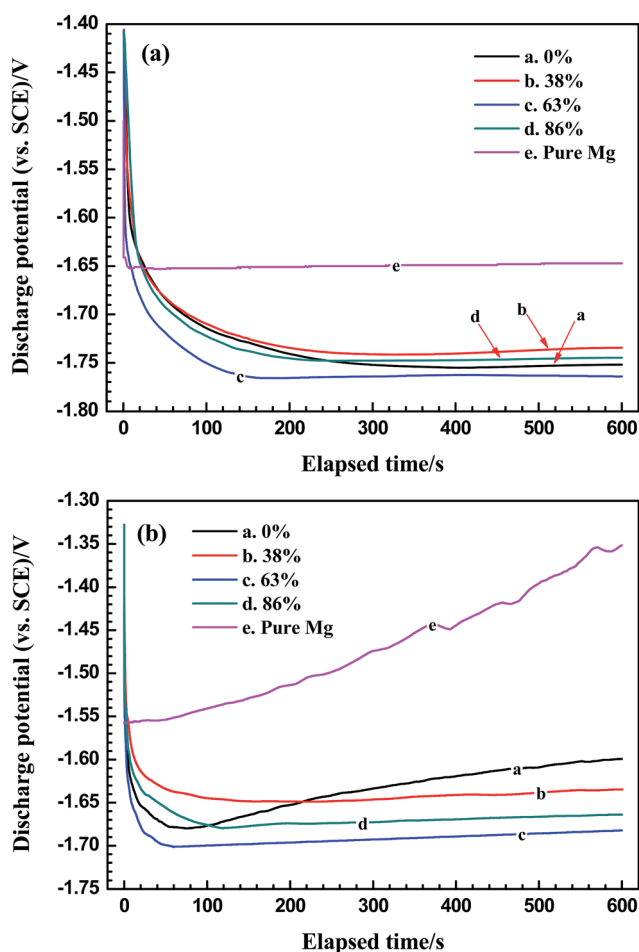 -1.40
(a)
a. 0%
b. 38%
c. 63%
d. 86%
e. Pure Mg
-1.45
-1.50
-1.55
-1.60
-1.65
-1.70
-1.75
-1.80
Discharge potential (vs. SCE)/V
e
d
b
a
c
0 100 200 300 400 500 600
Elapsed time/s
-1.30
(b)
a. 0%
b. 38%
c. 63%
d. 86%
e. Pure Mg
-1.35
-1.40
-1.45
-1.50
-1.55
-1.60
-1.65
-1.70
-1.75
Discharge potential (vs. SCE)/V
e
a
b
d
c
0 100 200 300 400 500 600
Elapsed time/s